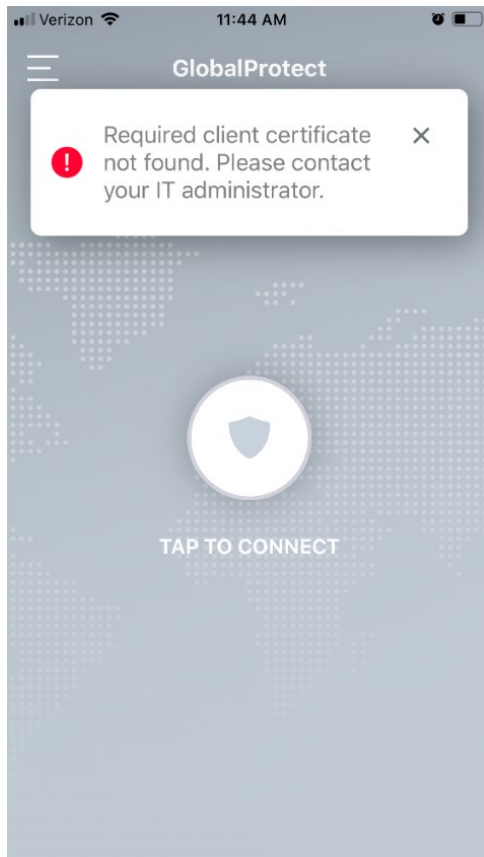 Verizon 11:44 AM
GlobalProtect
Required client certificate
not found. Please contact
your IT administrator.
TAP TO CONNECT